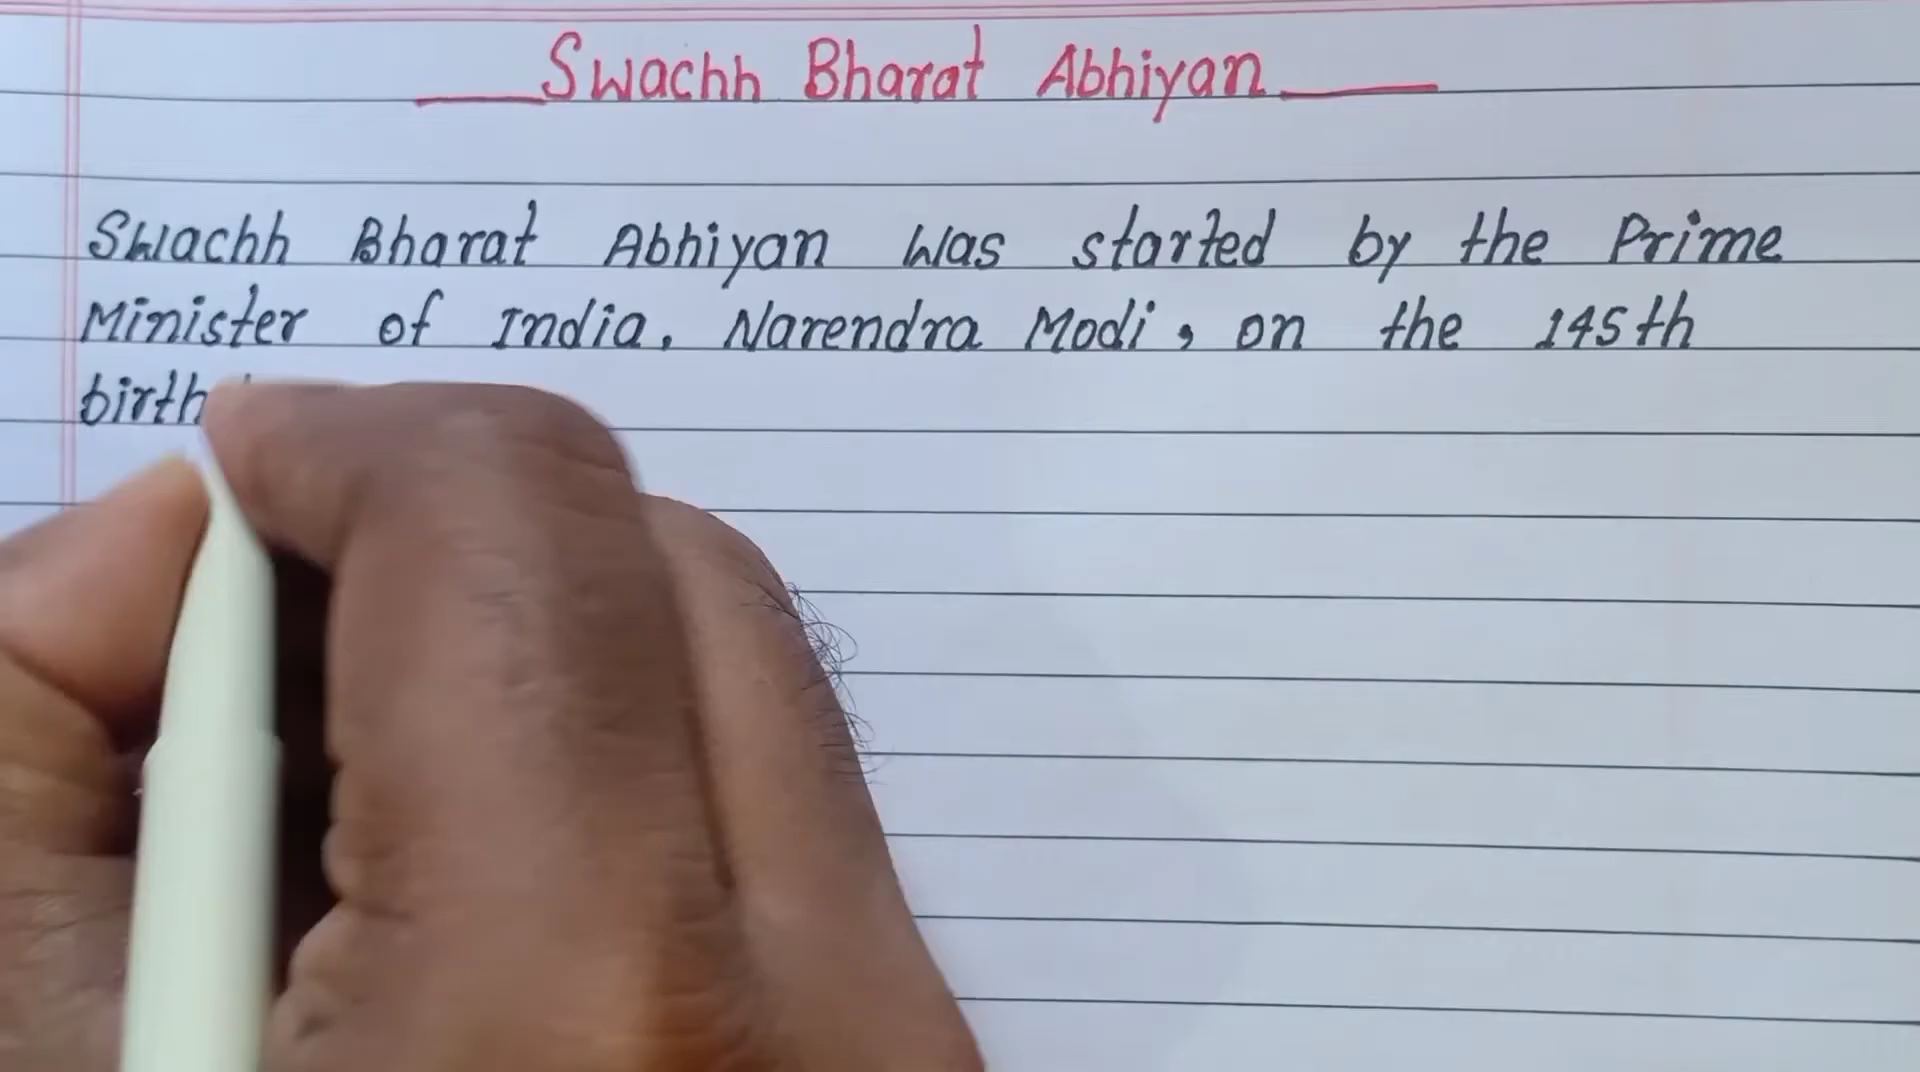 Swachh Bharat Abhiyan
Swachh Bharat Abhiyan was started by the Prime
Minister of India, Narendra Modi, on the 145th
birth